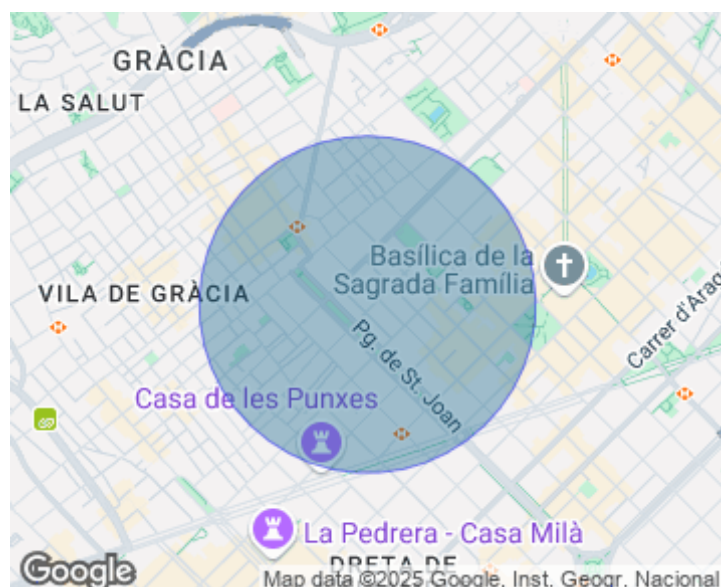 GRÀCIA
LA SALUT
Basílica de la
Sagrada Família
VILA DE GRÀCIA
Carrer d'Arag
Pg. de St. Joan
Casa de les Punxes
La Pedrera - Casa Milà
DRETA DE
Google
Map data ©2025 Google, Inst. Geogr. Nacional